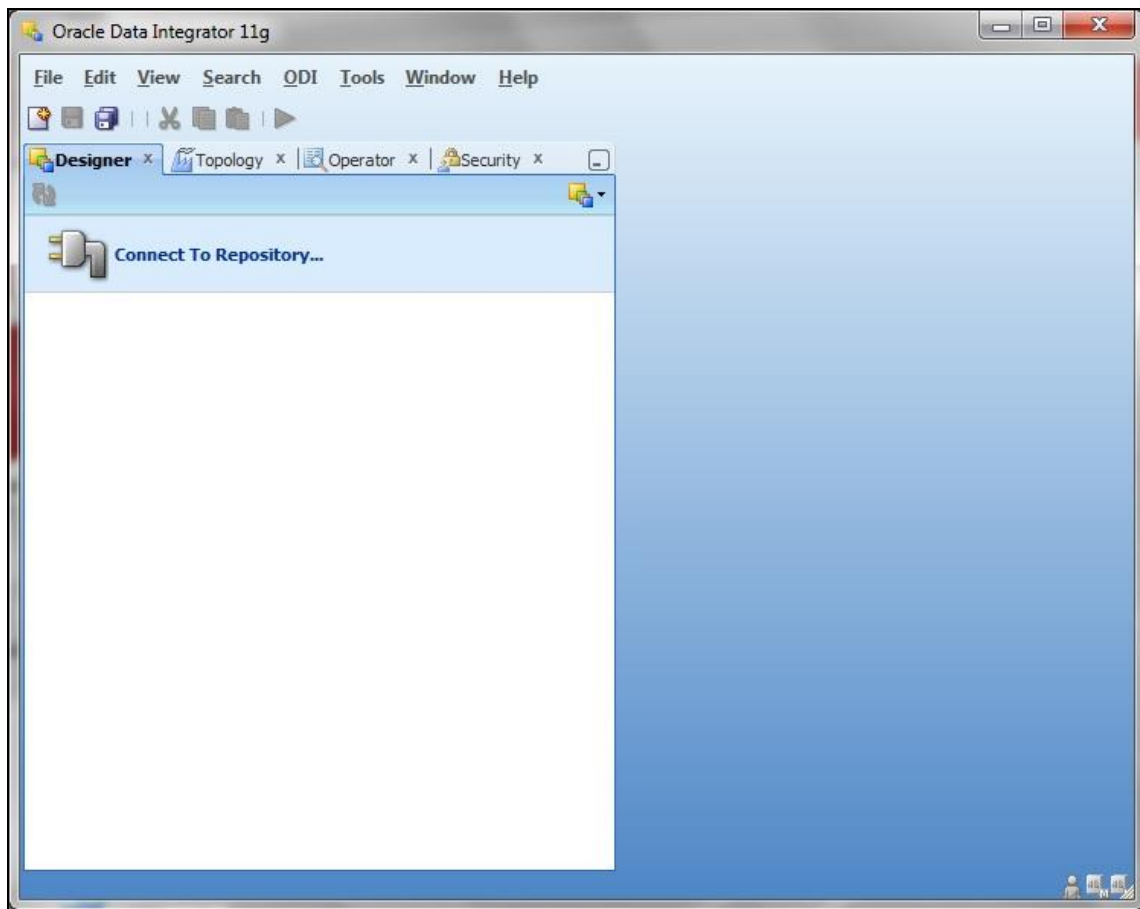 Oracle Data Integrator 11g
File Edit View Search ODI Tools Window Help
Designer x Topology x Operator x Security x
Connect To Repository...